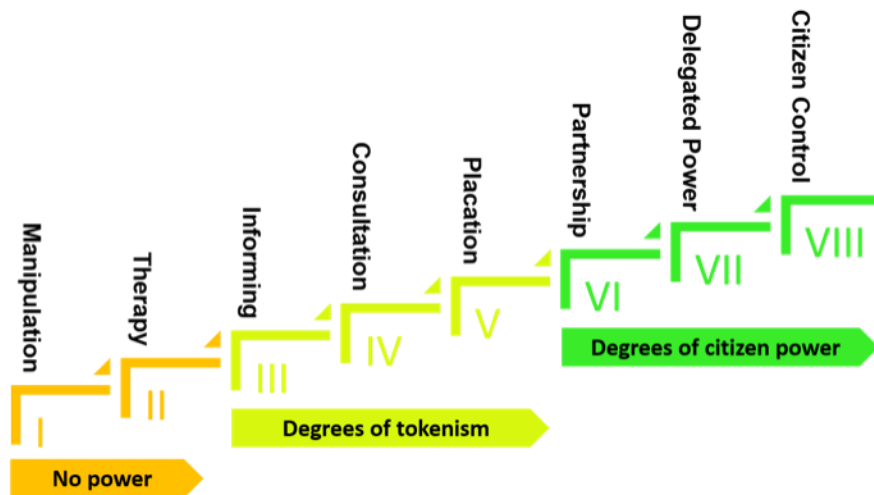 Manipulation
Therapy
Informing
Consultation
Placation
Partnership
Delegated Power
Citizen Control
I
II
III
IV
V
VI
VII
VIII
No power
Degrees of tokenism
Degrees of citizen power